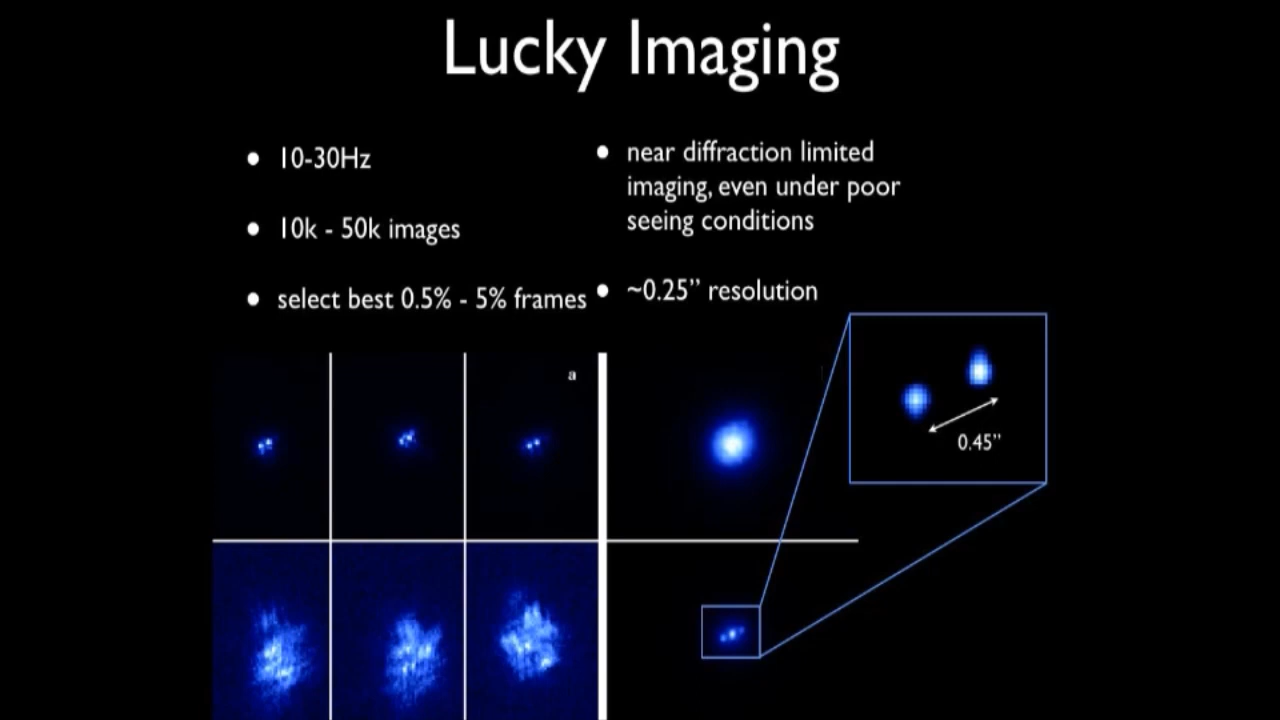 Lucky Imaging
• 10-30Hz
• 10k - 50k images
• select best 0.5% - 5% frames
• near diffraction limited
imaging, even under poor
seeing conditions
• ~0.25” resolution
a
0.45”